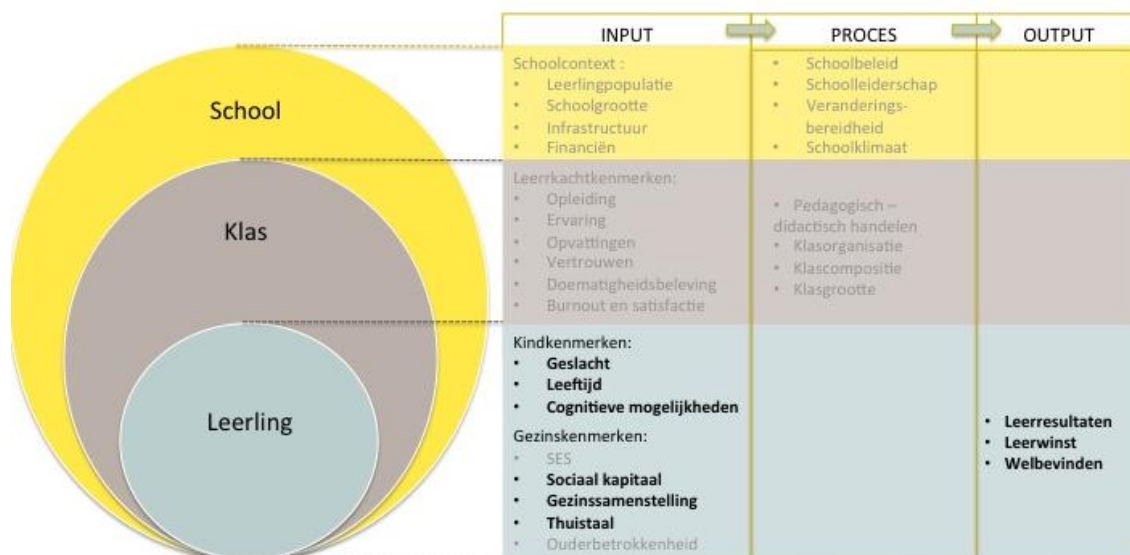 INPUT
PROCES
OUTPUT
School
Klas
Leerling
Schoolcontext :
• Leerlingpopulatie
• Schoolgrootte
• Infrastructuur
• Financiën
• Schoolbeleid
• Schoolleiderschap
• Veranderings-
bereidheid
• Schoolklimaat
Leerrkachtkenmerken:
• Opleiding
• Ervaring
• Opvattingen
• Vertrouwen
• Doematigheidsbeleving
• Burnout en satisfactie
• Pedagogisch –
didactisch handelen
• Klasorganisatie
• Klascompositie
• Klasgrootte
Kindkenmerken:
• Geslacht
• Leeftijd
• Cognitieve mogelijkheden
Gezinskenmerken:
• SES
• Sociaal kapitaal
• Gezinssamenstelling
• Thuistaal
• Ouderbetrokkenheid
• Leerresultaten
• Leerwinst
• Welbevinden